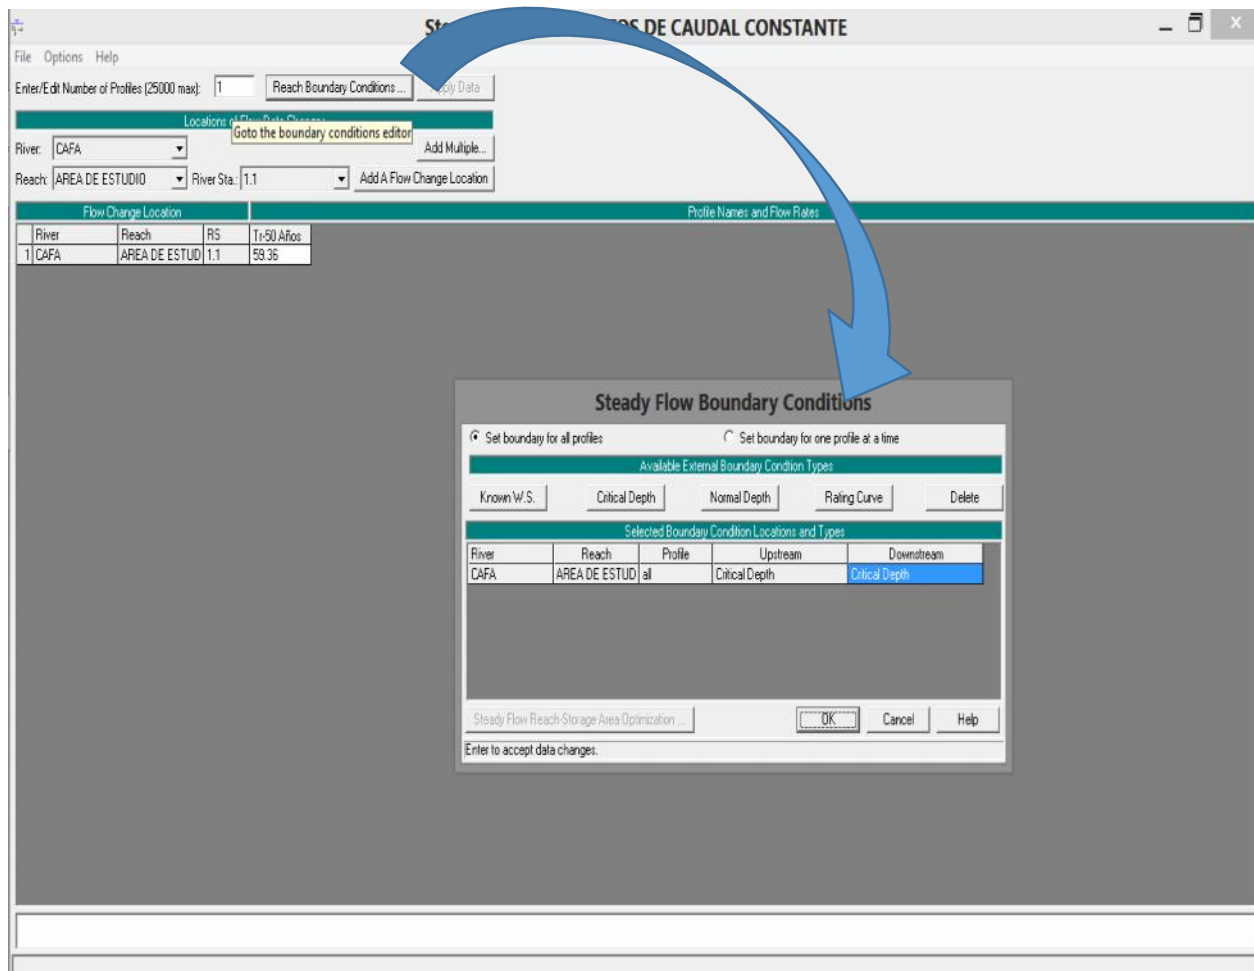 Ste OS DE CAUDAL CONSTANTE
File Options Help
Enter/Edit Number of Profiles (25000 max): 1 Reach Boundary Conditions ... Data
Locations of
Goto the boundary conditions editor
River: CAFA Add Multiple...
Reach: AREA DE ESTUDIO River Sta.: 1.1 Add A Flow Change Location
Flow Change Location Profile Names and Flow Rates
River Reach RS Tr-50 Años
1 CAFA AREA DE ESTUD 1.1 59.36
Steady Flow Boundary Conditions
Set boundary for all profiles Set boundary for one profile at a time
Available External Boundary Condtion Types
Known W.S. Critical Depth Normal Depth Rating Curve Delete
Selected Boundary Condition Locations and Types
River Reach Profile Upstream Downstream
CAFA AREA DE ESTUD all Critical Depth Critical Depth
Steady Flow Reach-Storage Area Optimization ... OK Cancel Help
Enter to accept data changes.